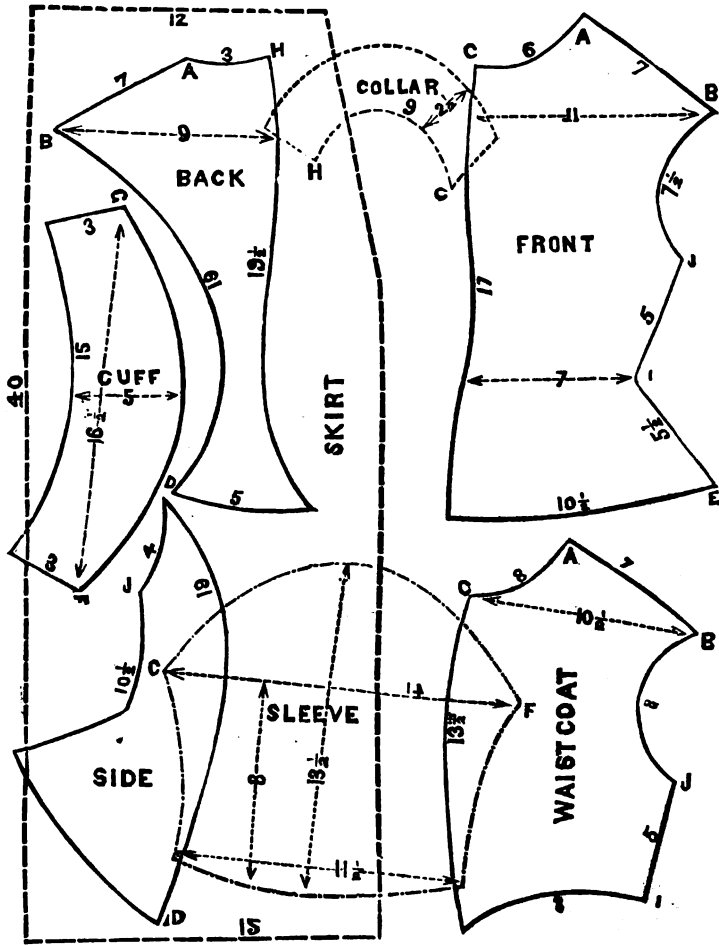 12
A 3 H
7
B
9
BACK
G
3
19
19½
15
CUFF
5
16½
40
D
5
3
F
COLLAR
9 2½
H
C
SKIRT
C 6 A
7
B
11
7½
FRONT
J
17
5
7 I
5½
10½ E
4
J
19
10½
SIDE
D
C
14
F
SLEEVE
8
13½
11½
15
A
C 8 7
10½
B
8
13½
WAISTCOAT
J
5
I